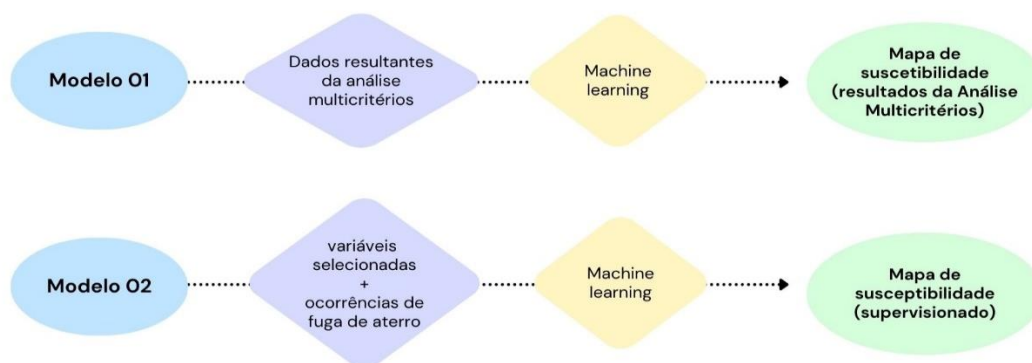 Modelo 01
Dados resultantes
da análise
multicritérios
Machine
learning
Mapa de
suscetibilidade
(resultados da Análise
Multicritérios)
Modelo 02
variáveis
selecionadas
+
ocorrências de
fuga de aterro
Machine
learning
Mapa de
susceptibilidade
(supervisionado)